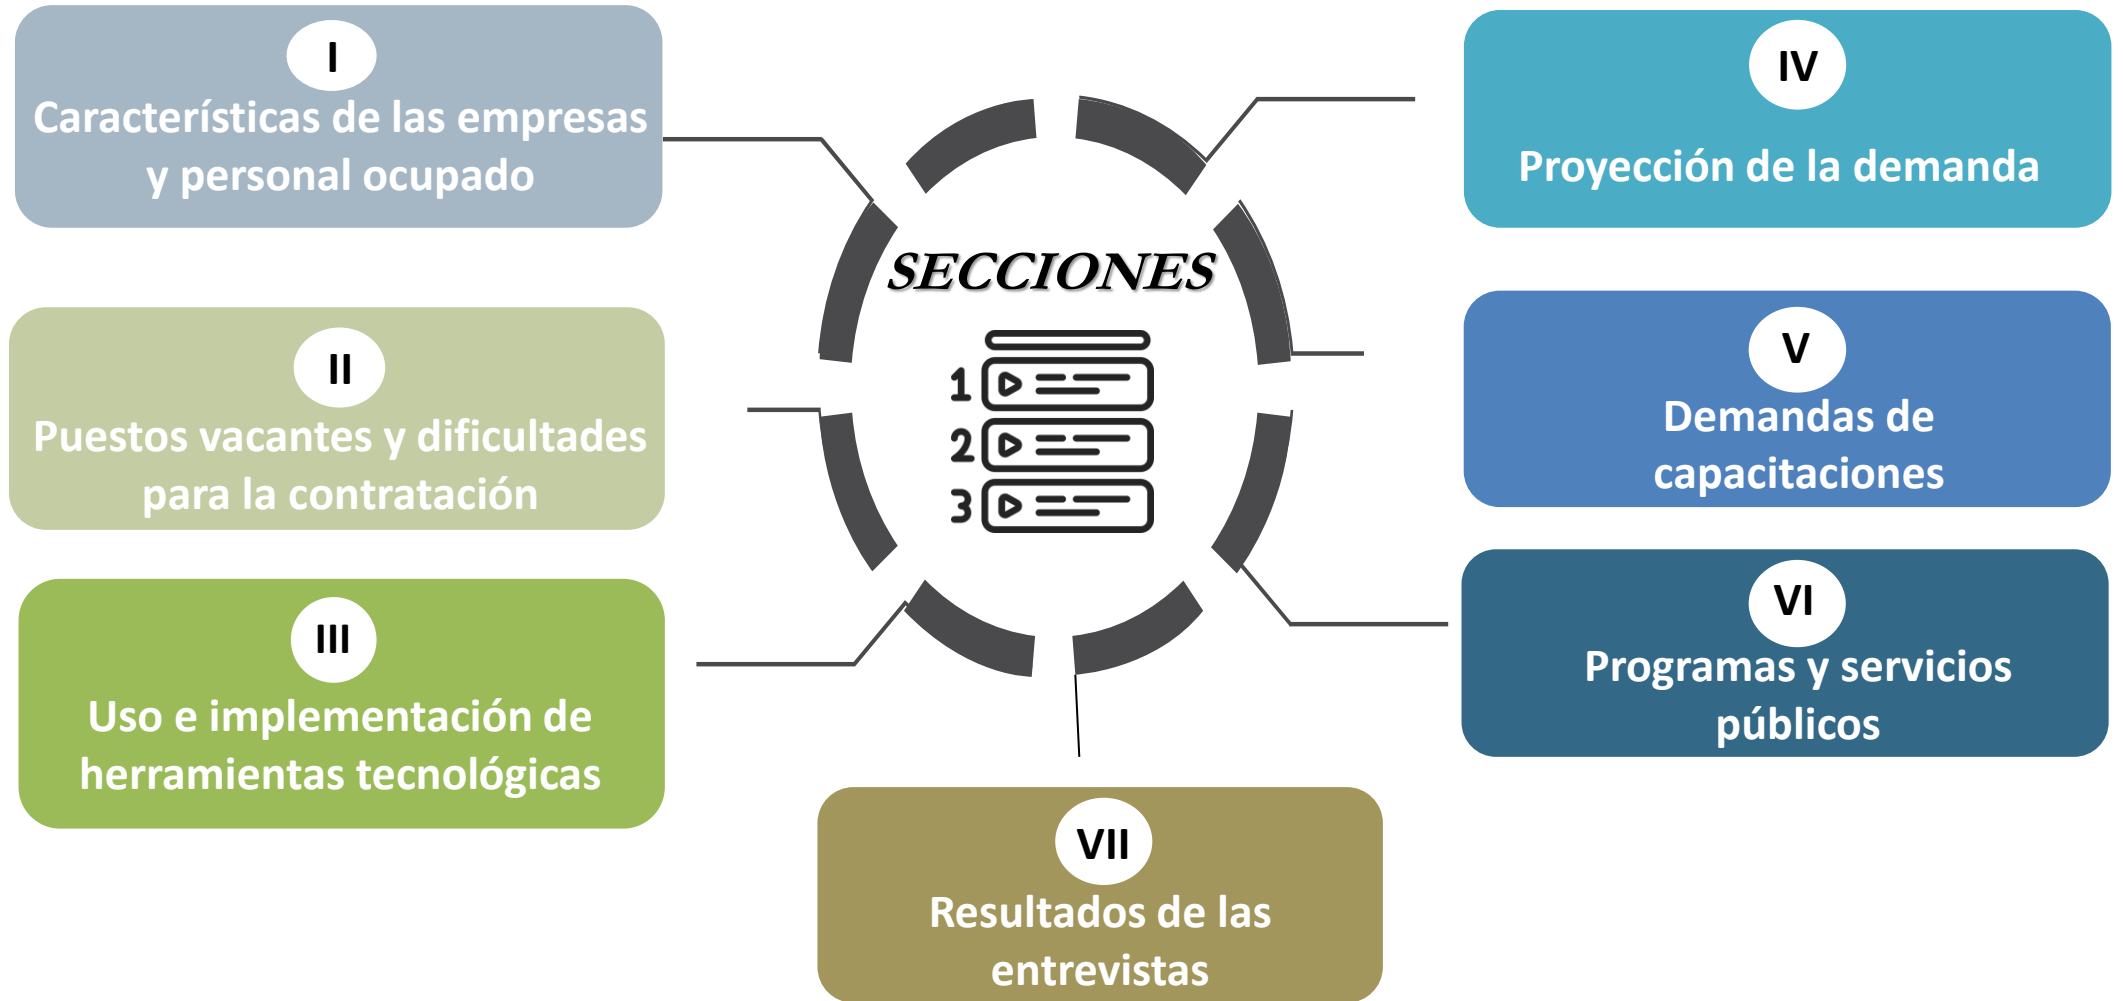 I
Características de las empresas
y personal ocupado
II
Puestos vacantes y dificultades
para la contratación
III
Uso e implementación de
herramientas tecnológicas
SECCIONES
1
2
3
IV
Proyección de la demanda
V
Demandas de
capacitaciones
VI
Programas y servicios
públicos
VII
Resultados de las
entrevistas